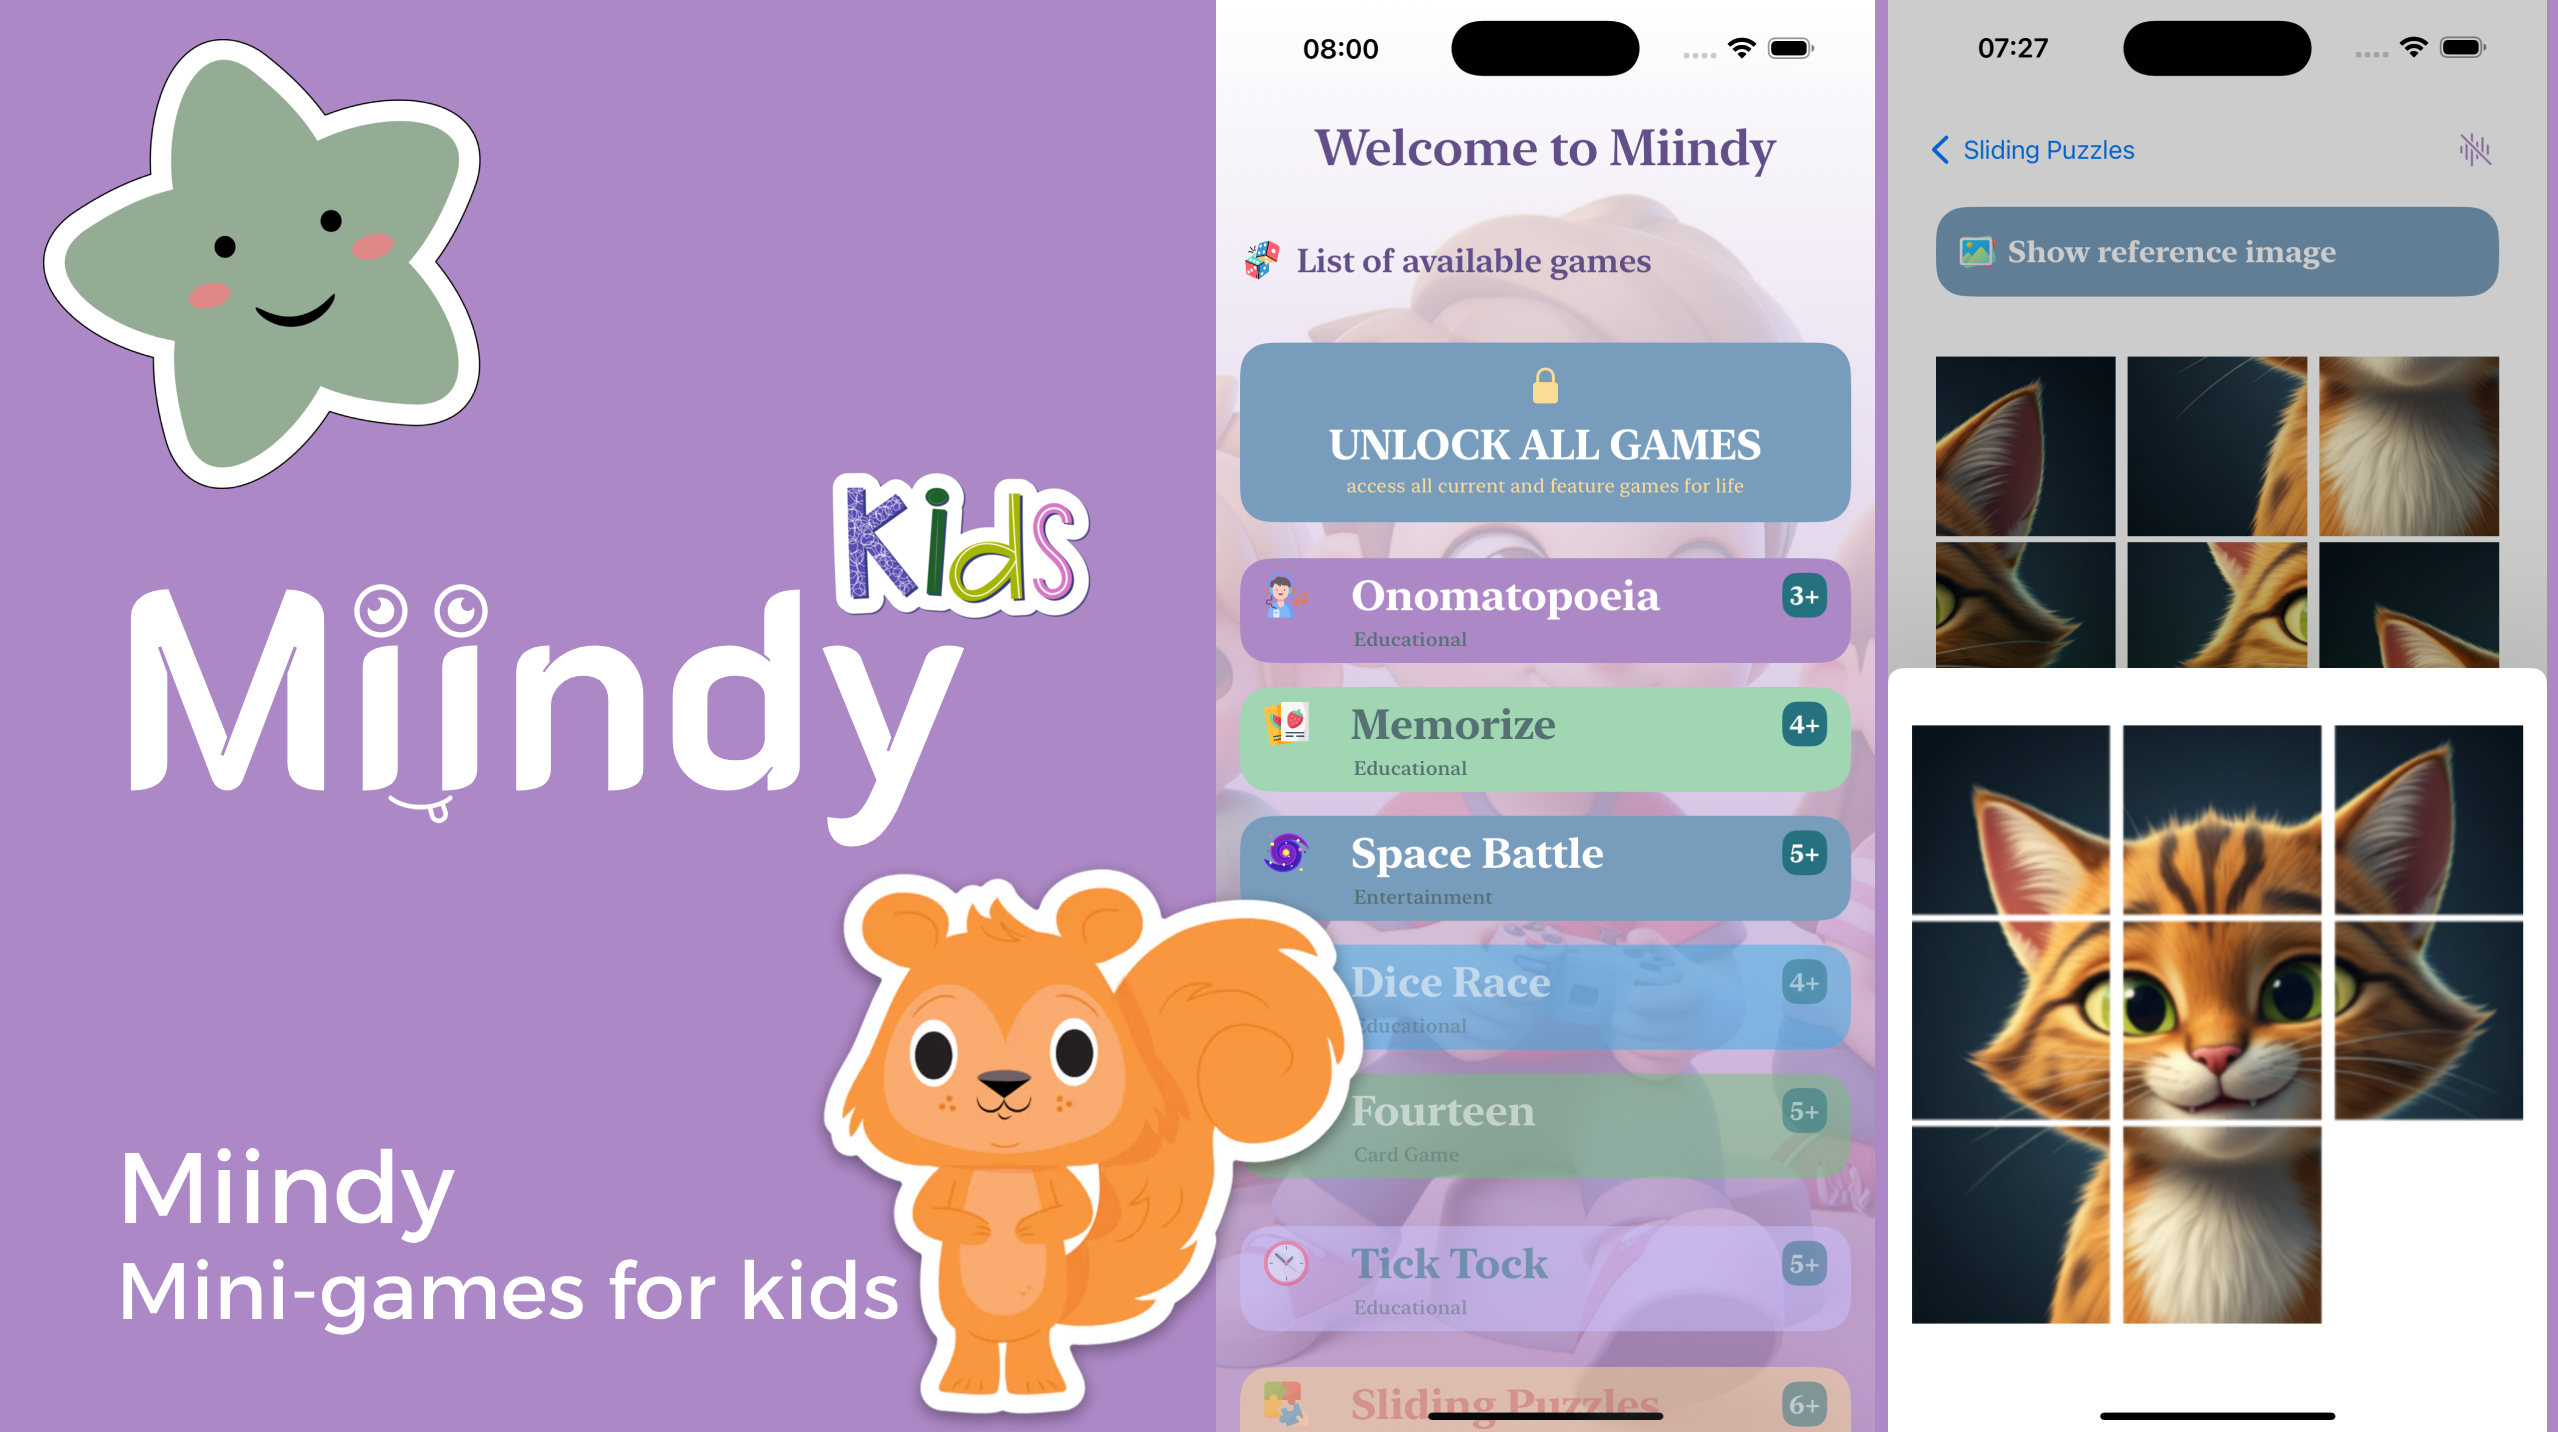 Kids
Miindy
Miindy
Mini-games for kids
08:00
Welcome to Miindy
List of available games
UNLOCK ALL GAMES
access all current and feature games for life
Onomatopoeia
3+
Educational
Memorize
4+
Educational
Space Battle
5+
Entertainment
Dice Race
4+
Educational
Fourteen
5+
Card Game
Tick Tock
5+
Educational
Sliding Puzzles
6+
07:27
Sliding Puzzles
Show reference image